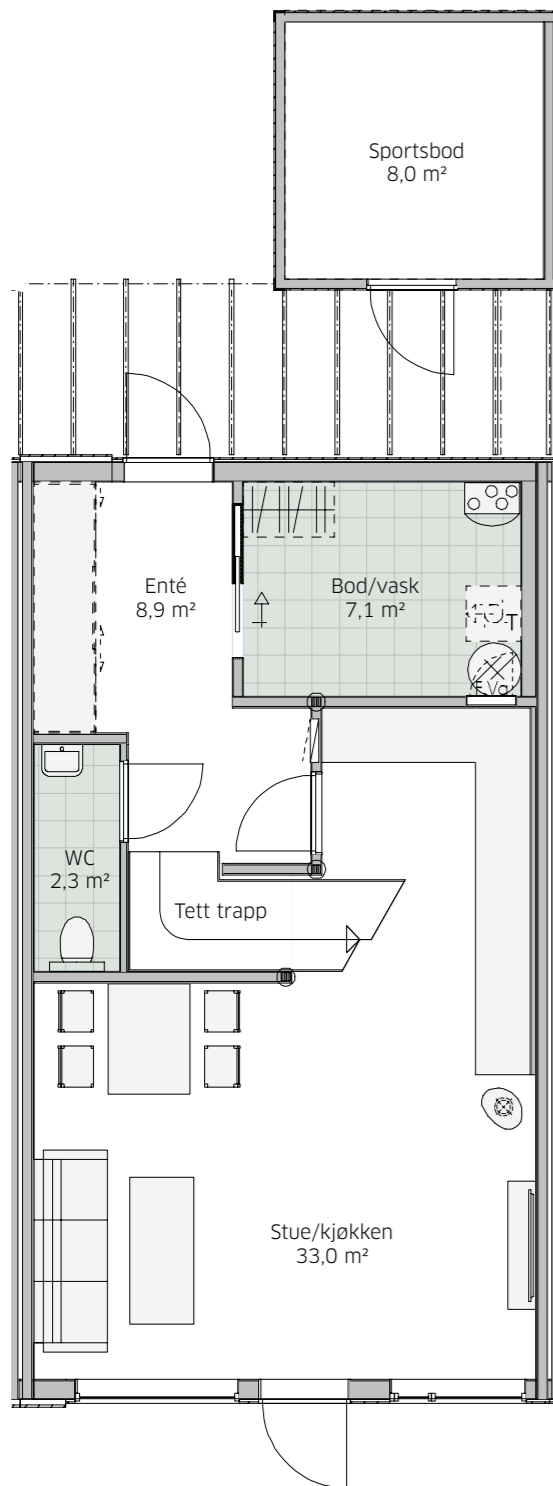 Sportsbod
8,0 m²
Enté
8,9 m²
Bod/vask
7,1 m²
T
WC
2,3 m²
Tett trapp
Stue/kjøkken
33,0 m²